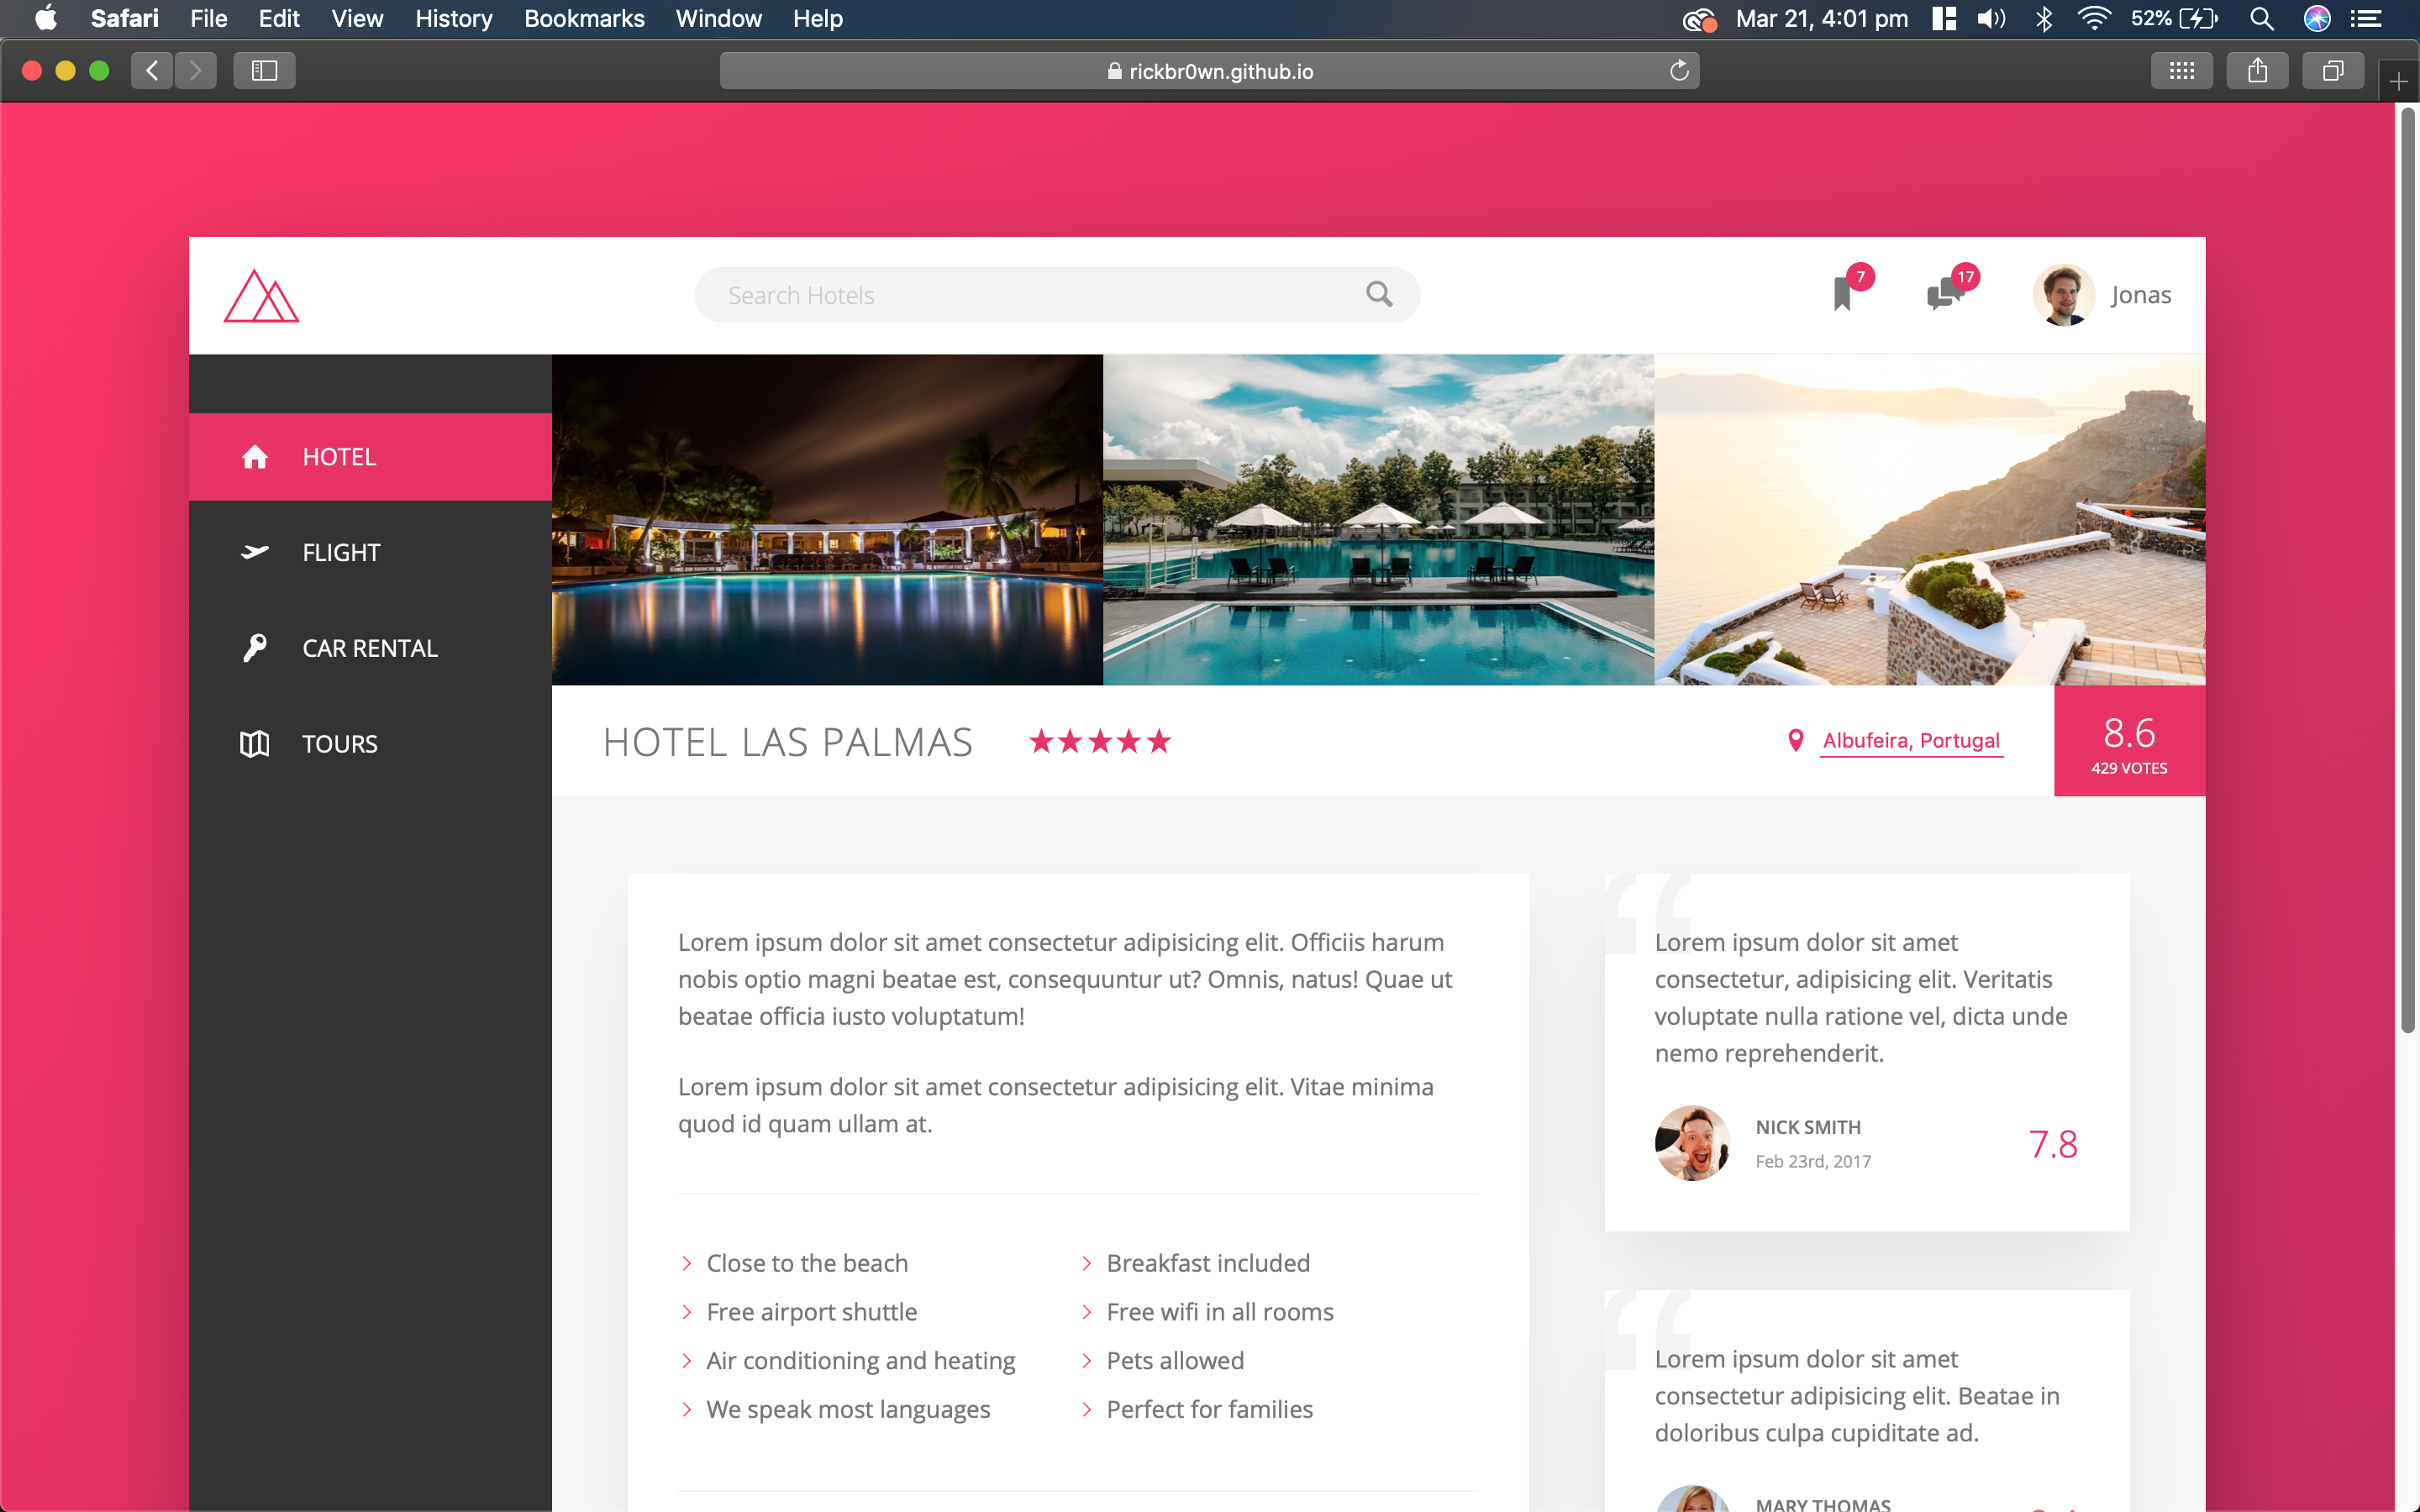 Safari File Edit View History Bookmarks Window Help
Mar 21, 4:01 pm 52%
rickbr0wn.github.io
Search Hotels
7
17
Jonas
HOTEL
FLIGHT
CAR RENTAL
TOURS
HOTEL LAS PALMAS
Albufeira, Portugal
8.6
429 VOTES
Lorem ipsum dolor sit amet consectetur adipisicing elit. Officiis harum
nobis optio magni beatae est, consequuntur ut? Omnis, natus! Quae ut
beatae officia iusto voluptatum!
Lorem ipsum dolor sit amet consectetur adipisicing elit. Vitae minima
quod id quam ullam at.
Close to the beach
Free airport shuttle
Air conditioning and heating
We speak most languages
Breakfast included
Free wifi in all rooms
Pets allowed
Perfect for families
Lorem ipsum dolor sit amet
consectetur, adipisicing elit. Veritatis
voluptate nulla ratione vel, dicta unde
nemo reprehenderit.
NICK SMITH
Feb 23rd, 2017
7.8
Lorem ipsum dolor sit amet
consectetur adipisicing elit. Beatae in
doloribus culpa cupiditate ad.
MARY THOMAS